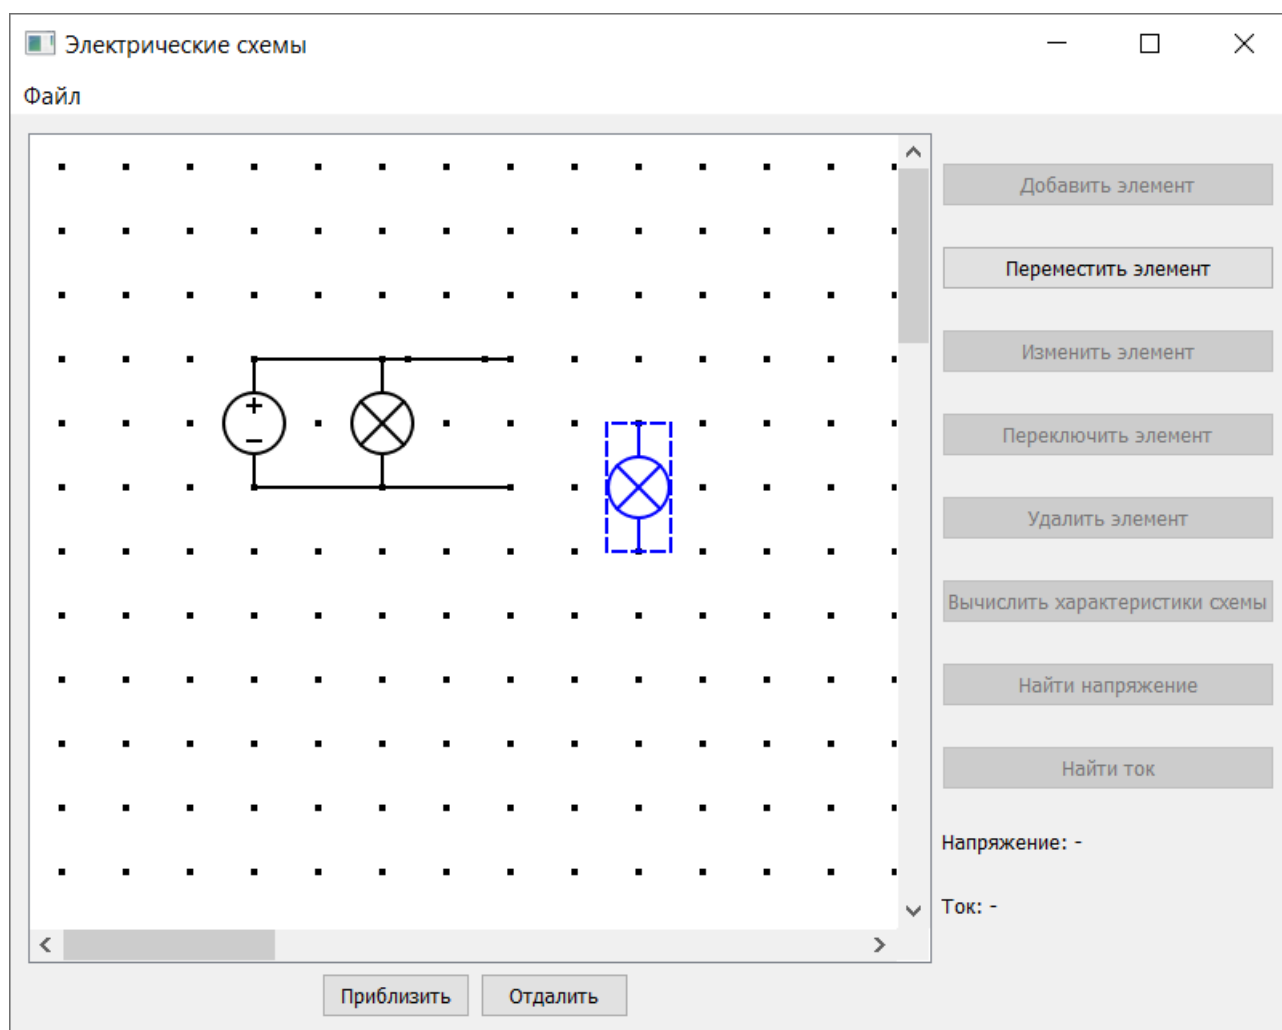 Электрические схемы
Файл
Добавить элемент
Переместить элемент
Изменить элемент
Переключить элемент
Удалить элемент
Вычислить характеристики схемы
Найти напряжение
Найти ток
Напряжение: -
Ток: -
Приблизить
Отдалить